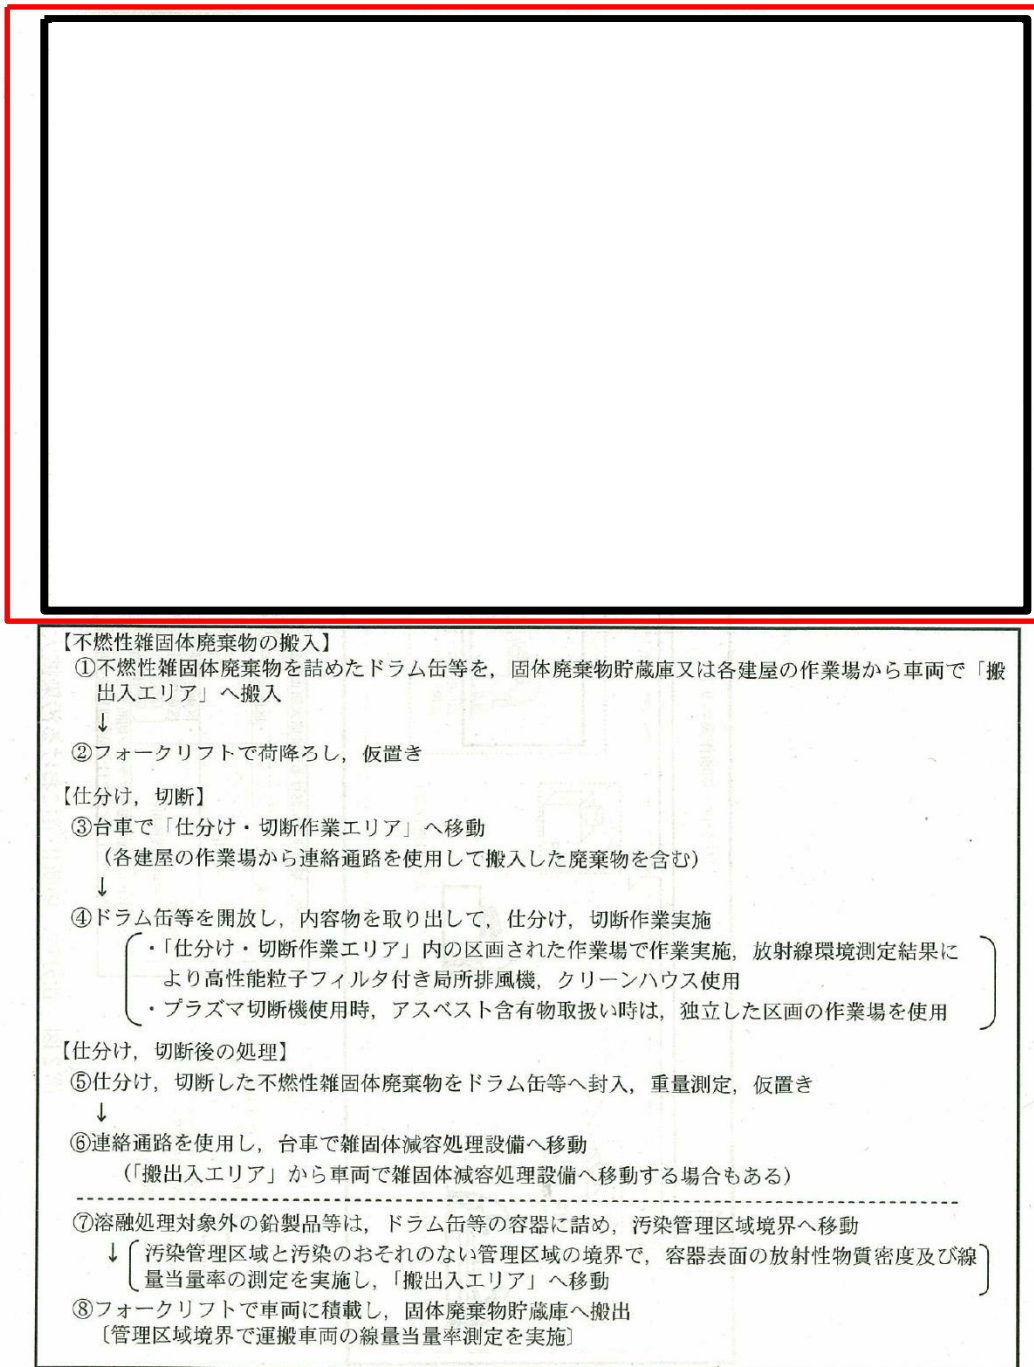 【不燃性雑固体廃棄物の搬入】
①不燃性雑固体廃棄物を詰めたドラム缶等を，固体廃棄物貯蔵庫又は各建屋の作業場から車両で「搬
出入エリア」へ搬入
↓
②フォークリフトで荷降ろし，仮置き
【仕分け，切断】
③台車で「仕分け・切断作業エリア」へ移動
（各建屋の作業場から連絡通路を使用して搬入した廃棄物を含む）
↓
④ドラム缶等を開放し，内容物を取り出して，仕分け，切断作業実施
・「仕分け・切断作業エリア」内の区画された作業場で作業実施，放射線環境測定結果に
より高性能粒子フィルタ付き局所排風機，クリーンハウス使用
・プラズマ切断機使用時，アスベスト含有物取扱い時は，独立した区画の作業場を使用
【仕分け，切断後の処理】
⑤仕分け，切断した不燃性雑固体廃棄物をドラム缶等へ封入，重量測定，仮置き
↓
⑥連絡通路を使用し，台車で雑固体減容処理設備へ移動
（「搬出入エリア」から車両で雑固体減容処理設備へ移動する場合もある）
⑦溶融処理対象外の鉛製品等は，ドラム缶等の容器に詰め，汚染管理区域境界へ移動
↓ 汚染管理区域と汚染のおそれのない管理区域の境界で，容器表面の放射性物質密度及び線
量当量率の測定を実施し，「搬出入エリア」へ移動
⑧フォークリフトで車両に積載し，固体廃棄物貯蔵庫へ搬出
〔管理区域境界で運搬車両の線量当量率測定を実施〕